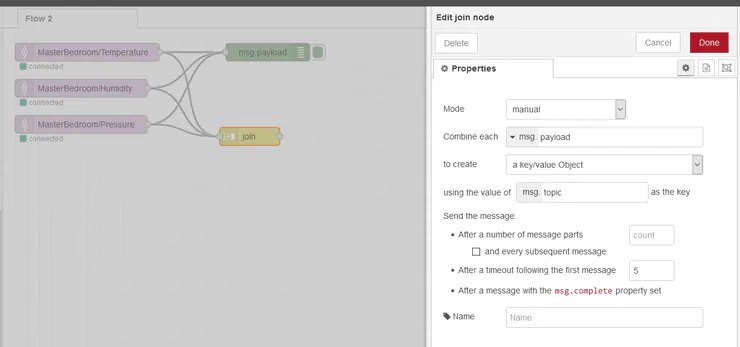 Flow 2
MasterBedroom/Temperature
connected
MasterBedroom/Humidity
connected
MasterBedroom/Pressure
connected
msg.payload
join
Edit join node
Delete
Cancel
Done
Properties
Mode
manual
Combine each
msg. payload
to create
a key/value Object
using the value of msg. topic as the key
Send the message:
• After a number of message parts count
and every subsequent message.
• After a timeout following the first message 5
• After a message with the msg.complete property set
Name
Name